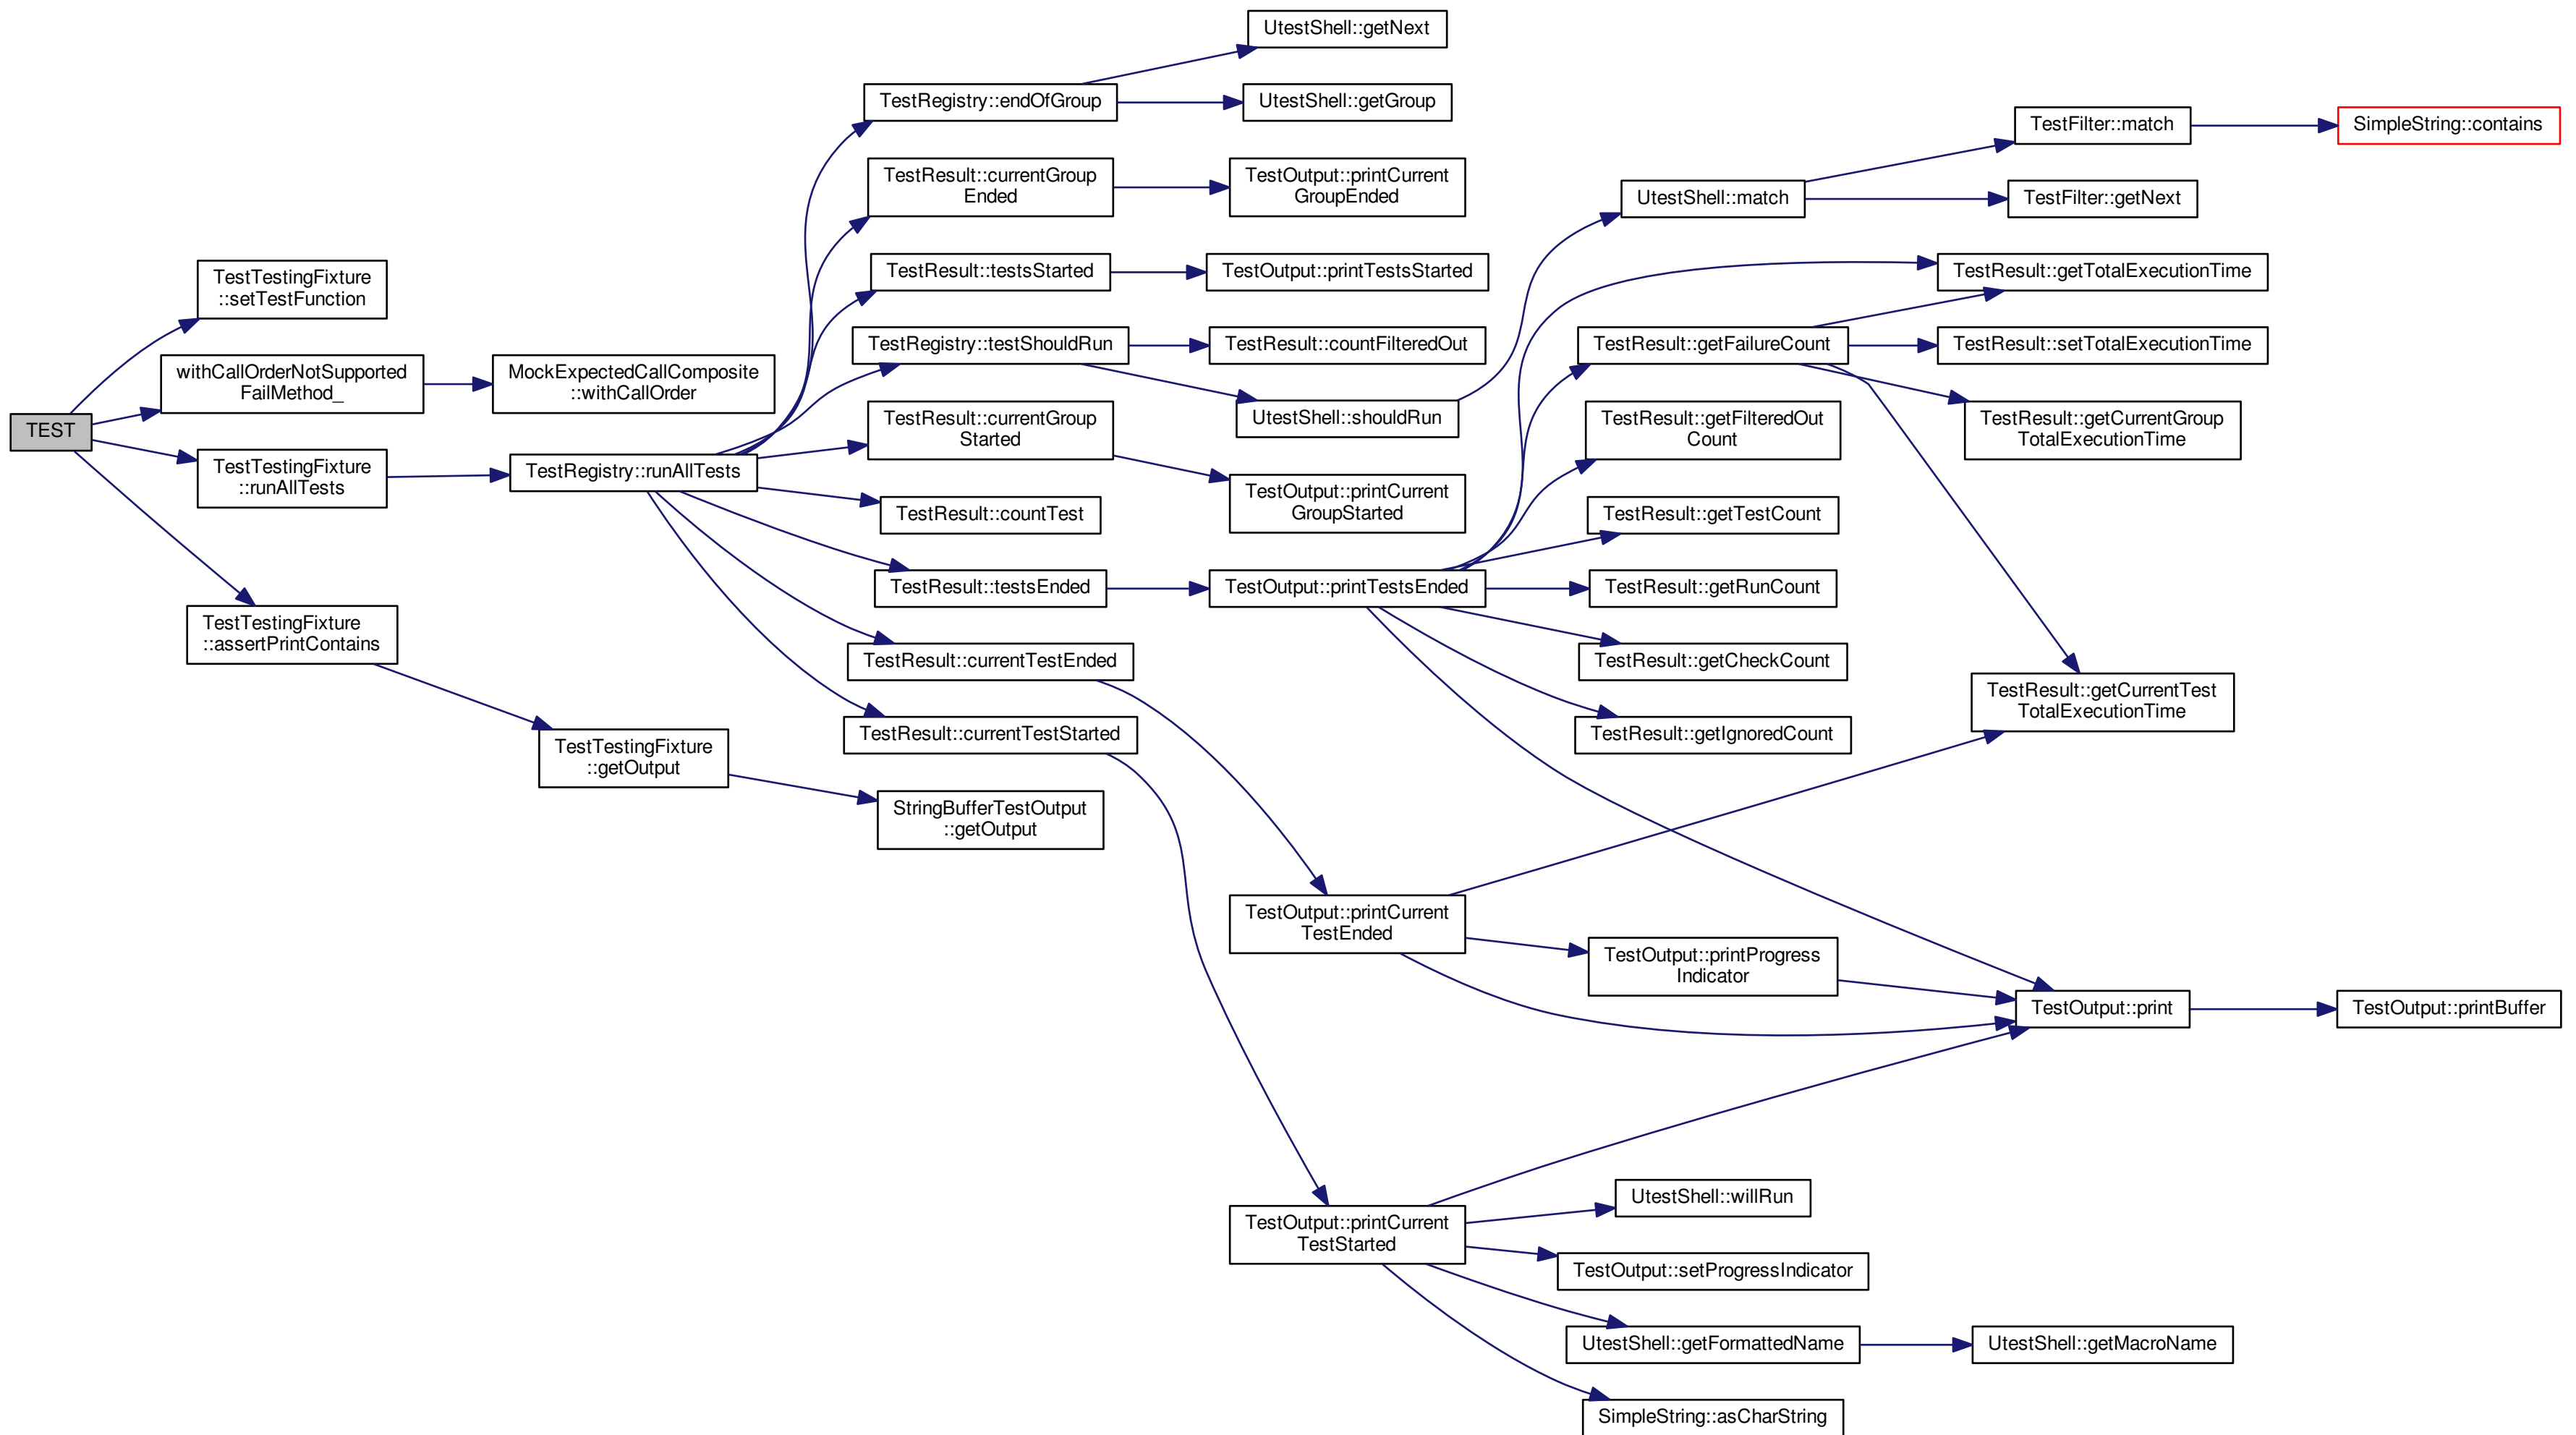 TEST
TestTestingFixture
::setTestFunction
withCallOrderNotSupported
FailMethod_
MockExpectedCallComposite
::withCallOrder
TestTestingFixture
::runAllTests
TestRegistry::runAllTests
TestTestingFixture
::assertPrintContains
TestTestingFixture
::getOutput
StringBufferTestOutput
::getOutput
TestRegistry::endOfGroup
UtestShell::getNext
UtestShell::getGroup
TestResult::currentGroup
Ended
TestOutput::printCurrent
GroupEnded
TestResult::testsStarted
TestOutput::printTestsStarted
TestRegistry::testShouldRun
TestResult::countFilteredOut
UtestShell::shouldRun
UtestShell::match
TestFilter::match
SimpleString::contains
TestFilter::getNext
TestResult::currentGroup
Started
TestOutput::printCurrent
GroupStarted
TestResult::countTest
TestResult::testsEnded
TestOutput::printTestsEnded
TestResult::getTotalExecutionTime
TestResult::getFailureCount
TestResult::setTotalExecutionTime
TestResult::getCurrentGroup
TotalExecutionTime
TestResult::getFilteredOut
Count
TestResult::getTestCount
TestResult::getRunCount
TestResult::getCheckCount
TestResult::getIgnoredCount
TestResult::getCurrentTest
TotalExecutionTime
TestResult::currentTestEnded
TestResult::currentTestStarted
TestOutput::printCurrent
TestEnded
TestOutput::printProgress
Indicator
TestOutput::print
TestOutput::printBuffer
TestOutput::printCurrent
TestStarted
UtestShell::willRun
TestOutput::setProgressIndicator
UtestShell::getFormattedName
UtestShell::getMacroName
SimpleString::asCharString